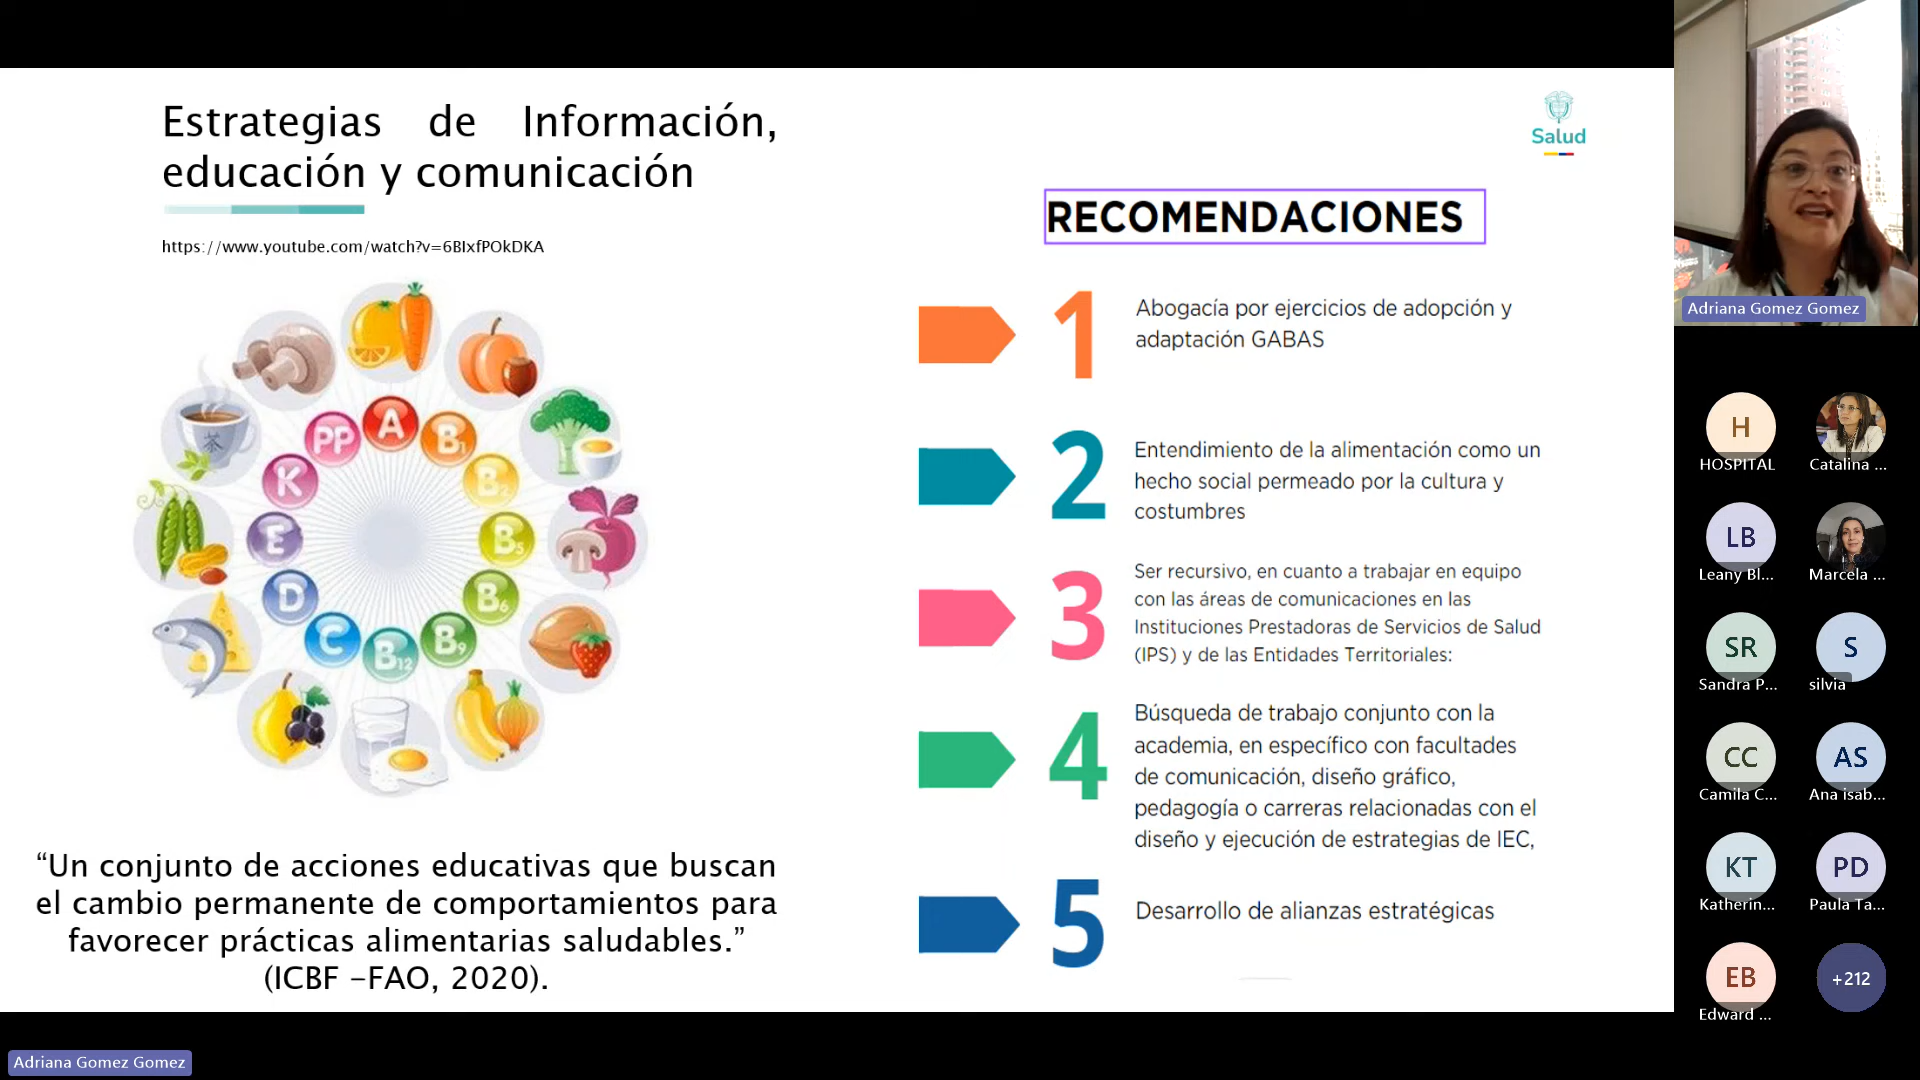 Estrategias de Información,
educación y comunicación
https://www.youtube.com/watch?v=6BIxfPOkDKA
A
B1
B2
B5
B6
B9
B12
C
D
E
K
PP
茶
“Un conjunto de acciones educativas que buscan
el cambio permanente de comportamientos para
favorecer prácticas alimentarias saludables.”
(ICBF –FAO, 2020).
Salud
RECOMENDACIONES
1
Abogacía por ejercicios de adopción y
adaptación GABAS
2
Entendimiento de la alimentación como un
hecho social permeado por la cultura y
costumbres
3
Ser recursivo, en cuanto a trabajar en equipo
con las áreas de comunicaciones en las
Instituciones Prestadoras de Servicios de Salud
(IPS) y de las Entidades Territoriales:
4
Búsqueda de trabajo conjunto con la
academia, en específico con facultades
de comunicación, diseño gráfico,
pedagogía o carreras relacionadas con el
diseño y ejecución de estrategias de IEC,
5
Desarrollo de alianzas estratégicas
Adriana Gomez Gomez
H
HOSPITAL
Catalina ...
LB
Leany Bl...
Marcela ...
SR
Sandra P...
S
silvia
CC
Camila C...
AS
Ana isab...
KT
Katherin...
PD
Paula Ta...
EB
Edward ...
+212
Adriana Gomez Gomez